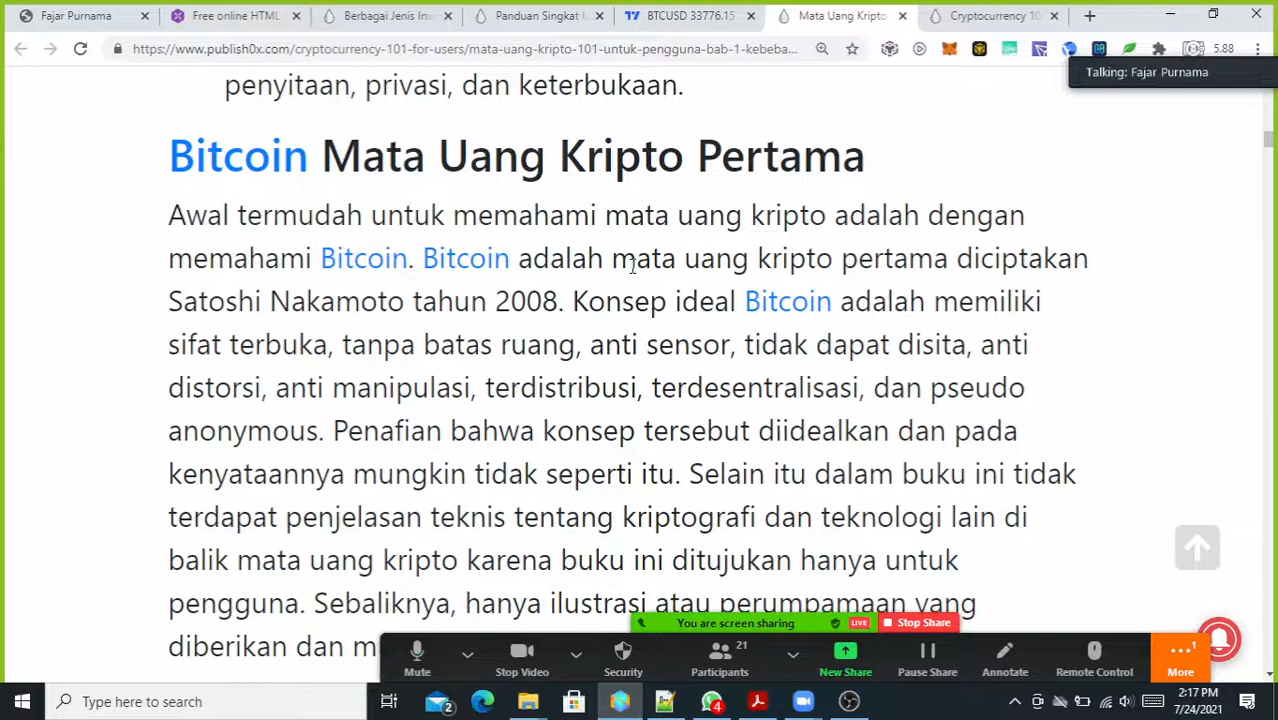 Fajar Purnama
Free online HTML
Berbagai Jenis Inv
Panduan Singkat
BTCUSD 33776.15
Mata Uang Kripto
Cryptocurrency 10
https://www.publish0x.com/cryptocurrency-101-for-users/mata-uang-kripto-101-untuk-pengguna-bab-1-kebeba...
5.88
Talking: Fajar Purnama
penyitaan, privasi, dan keterbukaan.
Bitcoin Mata Uang Kripto Pertama
Awal termudah untuk memahami mata uang kripto adalah dengan
memahami Bitcoin. Bitcoin adalah mata uang kripto pertama diciptakan
Satoshi Nakamoto tahun 2008. Konsep ideal Bitcoin adalah memiliki
sifat terbuka, tanpa batas ruang, anti sensor, tidak dapat disita, anti
distorsi, anti manipulasi, terdistribusi, terdesentralisasi, dan pseudo
anonymous. Penafian bahwa konsep tersebut diidealkan dan pada
kenyataannya mungkin tidak seperti itu. Selain itu dalam buku ini tidak
terdapat penjelasan teknis tentang kriptografi dan teknologi lain di
balik mata uang kripto karena buku ini ditujukan hanya untuk
pengguna. Sebaliknya, hanya ilustrasi atau perumpamaan yang
diberikan dan m
You are screen sharing
LIVE
Stop Share
Mute
Stop Video
Security
Participants
21
New Share
Pause Share
Annotate
Remote Control
1
More
Type here to search
2
4
2:17 PM
7/24/2021